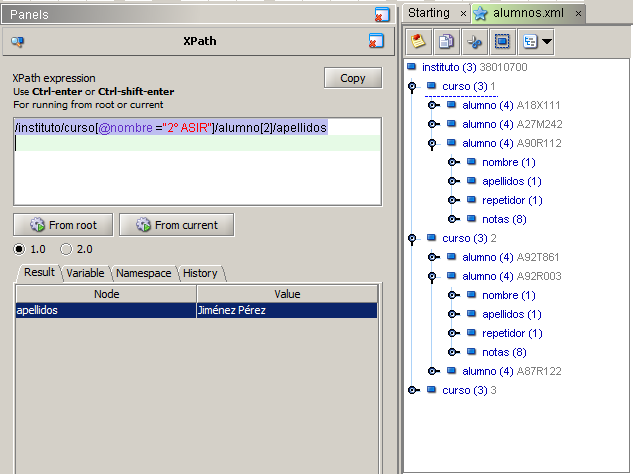 Panels
XPath
XPath expression
Copy
Use Ctrl-enter or Ctrl-shift-enter
For running from root or current
/instituto/curso[@nombre ="2º ASIR"]/alumno[2]/apellidos
From root
From current
1.0
2.0
Result
Variable
Namespace
History
Node
Value
apellidos
Jiménez Pérez
Starting ×
alumnos.xml ×
instituto (3) 38010700
curso (3) 1
alumno (4) A18X111
alumno (4) A27M242
alumno (4) A90R112
nombre (1)
apellidos (1)
repetidor (1)
notas (8)
curso (3) 2
alumno (4) A92T861
alumno (4) A92R003
nombre (1)
apellidos (1)
repetidor (1)
notas (8)
alumno (4) A87R122
curso (3) 3